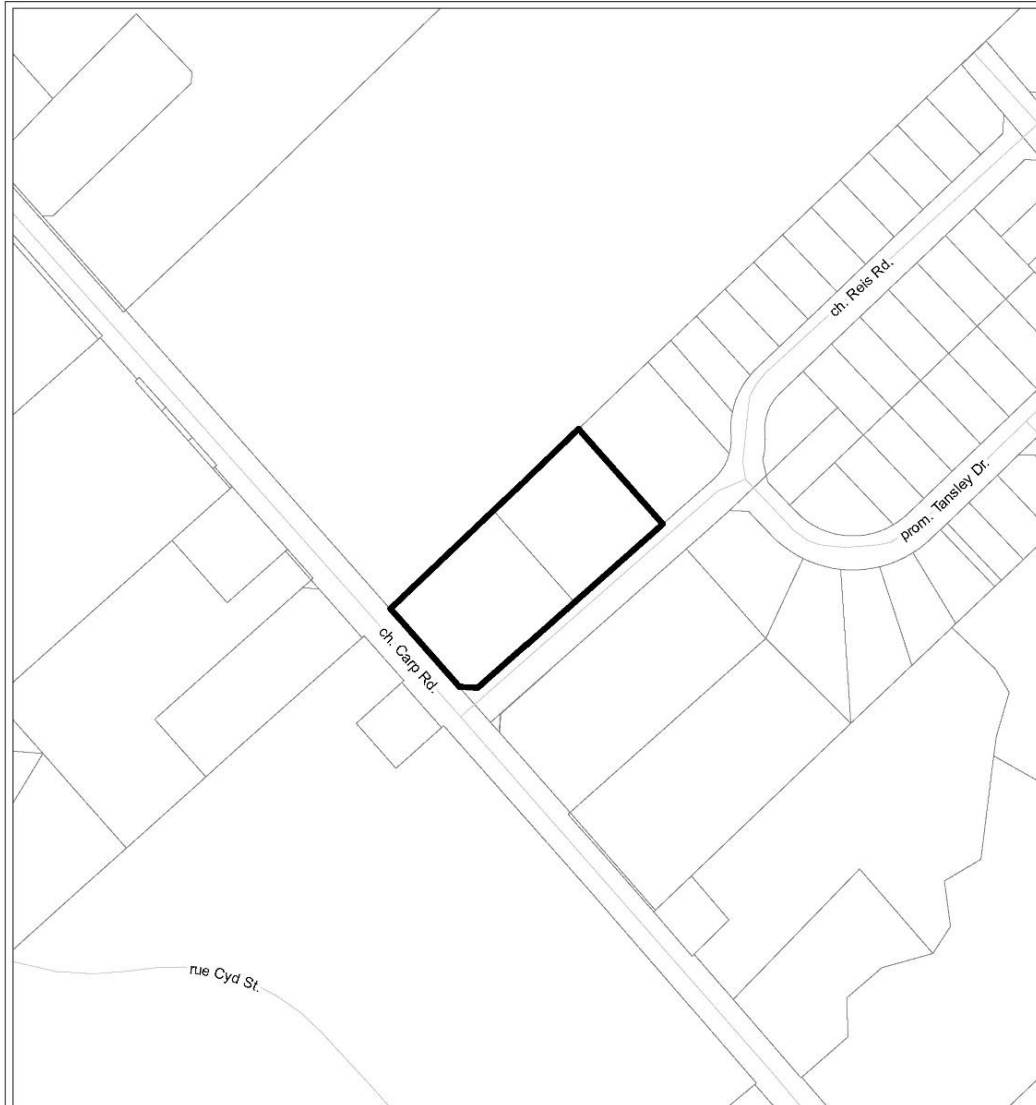 ch. Reis Rd.
prom. Tansley Dr.
ch. Carp Rd.
rue Cyd St.